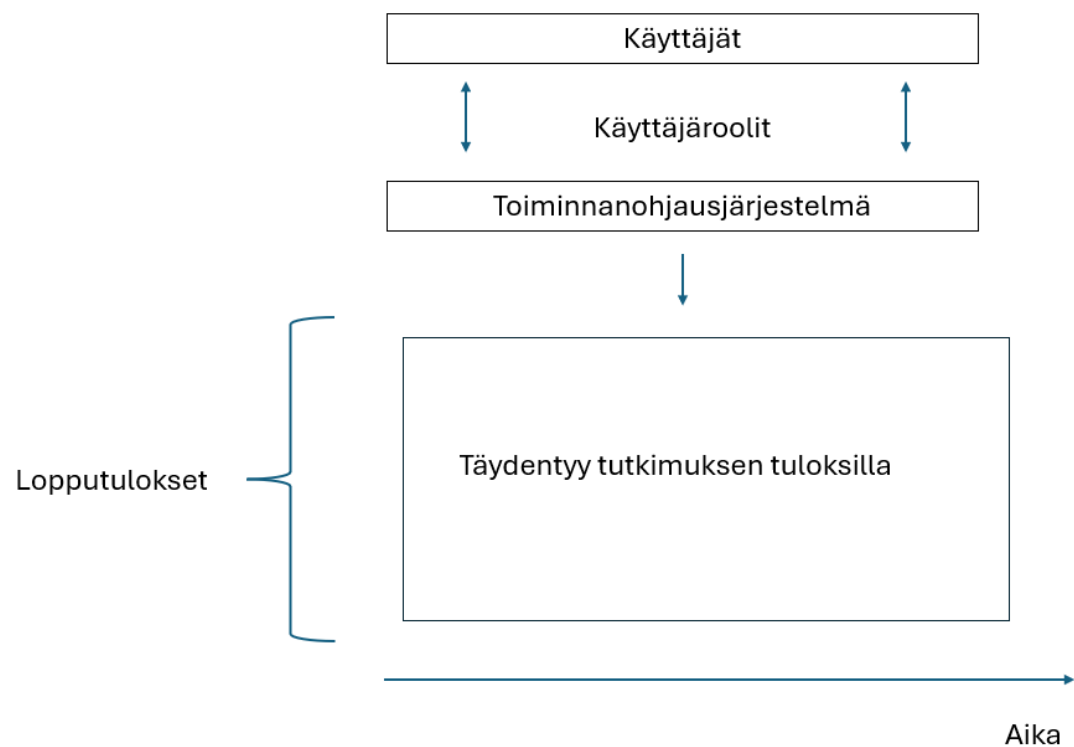 Käyttäjät
Käyttäjäroolit
Toiminnanohjausjärjestelmä
Täydentyy tutkimuksen tuloksilla
Lopputulokset
Aika